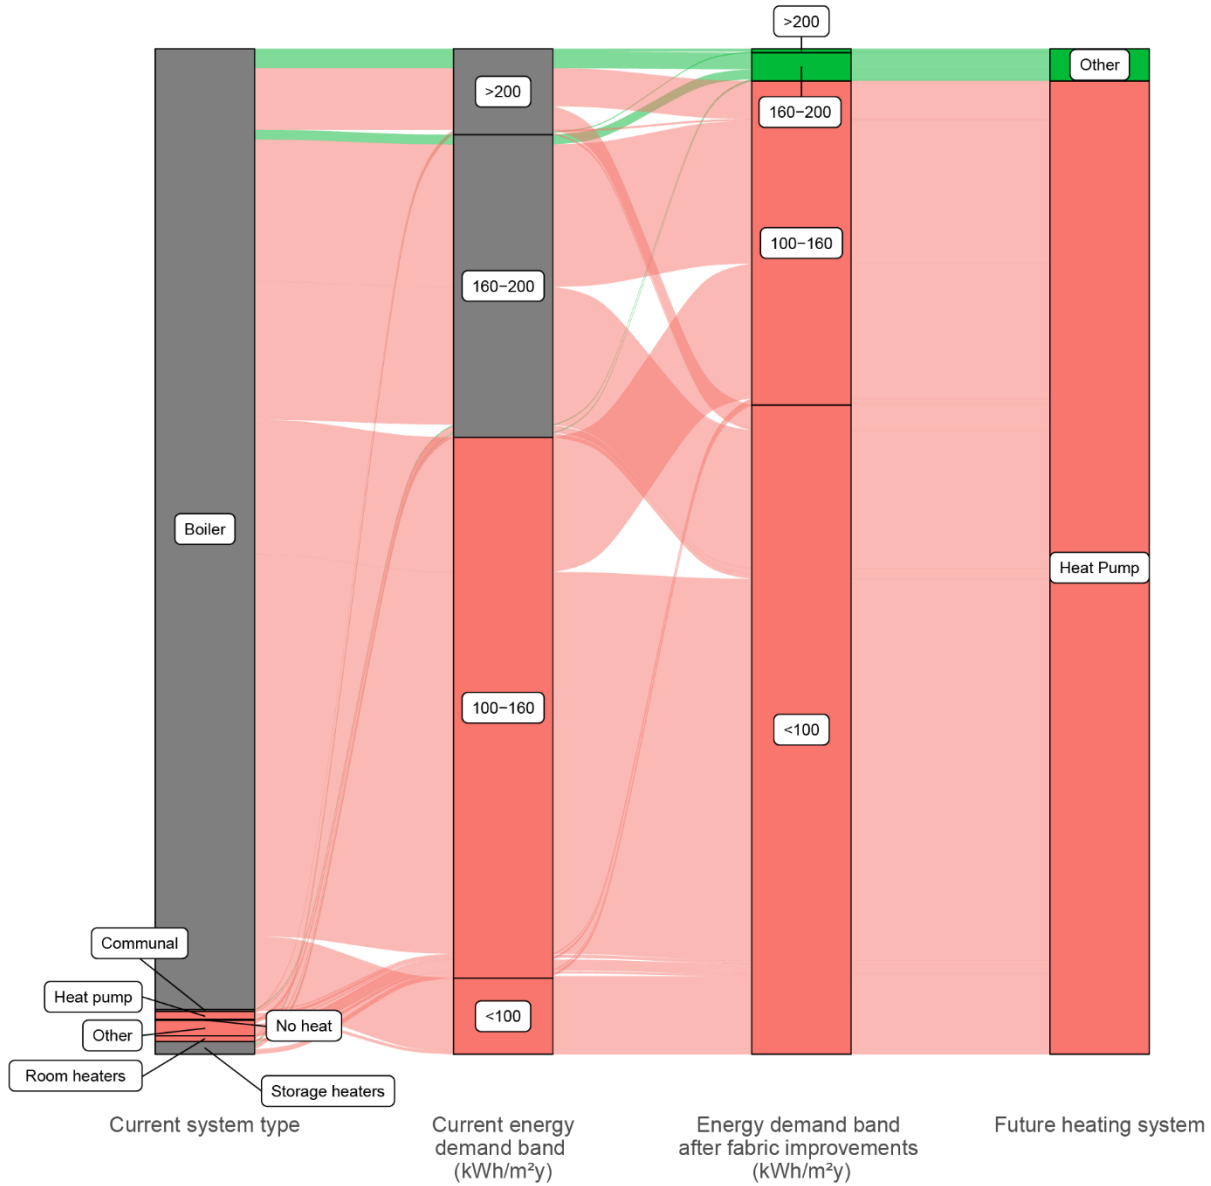 >200
Other
>200
160−200
100−160
160−200
Boiler
Heat Pump
100−160
<100
Communal
Heat pump
No heat
<100
Other
Room heaters
Storage heaters
Current system type
Current energy
demand band
(kWh/m²y)
Energy demand band
after fabric improvements
(kWh/m²y)
Future heating system